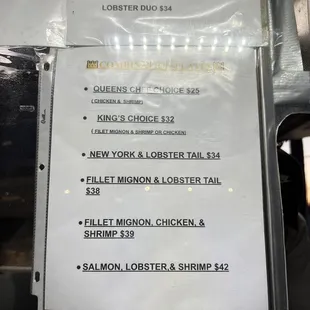 LOBSTER DUO $34
QUEENS CHEF CHOICE $25
( CHICKEN & SHRIMP)
KING'S CHOICE $32
( FILET MIGNON & SHRIMP OR CHICKEN)
NEW YORK & LOBSTER TAIL $34
FILLET MIGNON & LOBSTER TAIL
$38
FILLET MIGNON, CHICKEN, &
SHRIMP $39
SALMON, LOBSTER,& SHRIMP $42